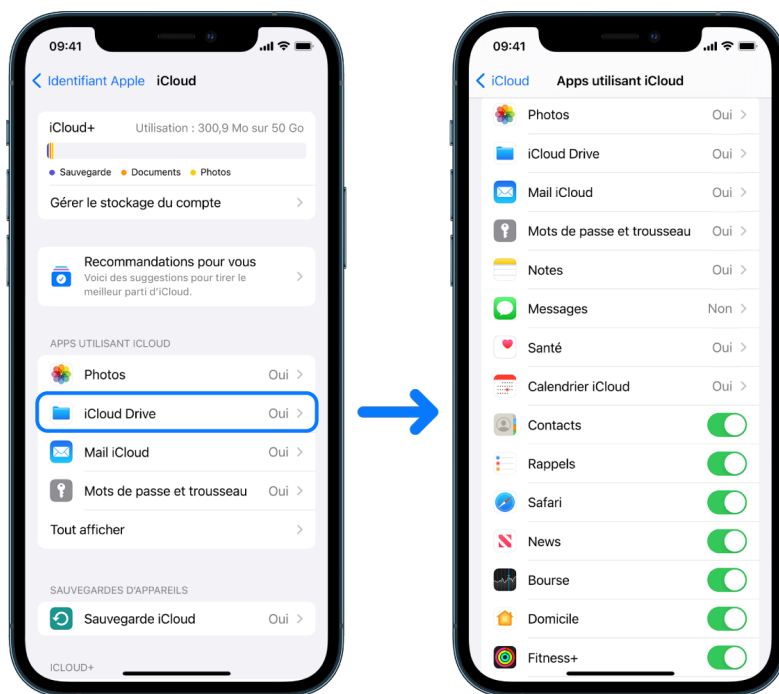 09:41
Identifiant Apple iCloud
iCloud+ Utilisation : 300,9 Mo sur 50 Go
Sauvegarde Documents Photos
Gérer le stockage du compte
Recommandations pour vous
Voici des suggestions pour tirer le
meilleur parti d’iCloud.
APPS UTILISANT ICLOUD
Photos Oui
iCloud Drive Oui
Mail iCloud Oui
Mots de passe et trousseau Oui
Tout afficher
SAUVEGARDES D’APPAREILS
Sauvegarde iCloud Oui
ICLOUD+
09:41
iCloud Apps utilisant iCloud
Photos Oui
iCloud Drive Oui
Mail iCloud Oui
Mots de passe et trousseau Oui
Notes Oui
Messages Non
Santé Oui
Calendrier iCloud Oui
Contacts
Rappels
Safari
News
Bourse
Domicile
Fitness+